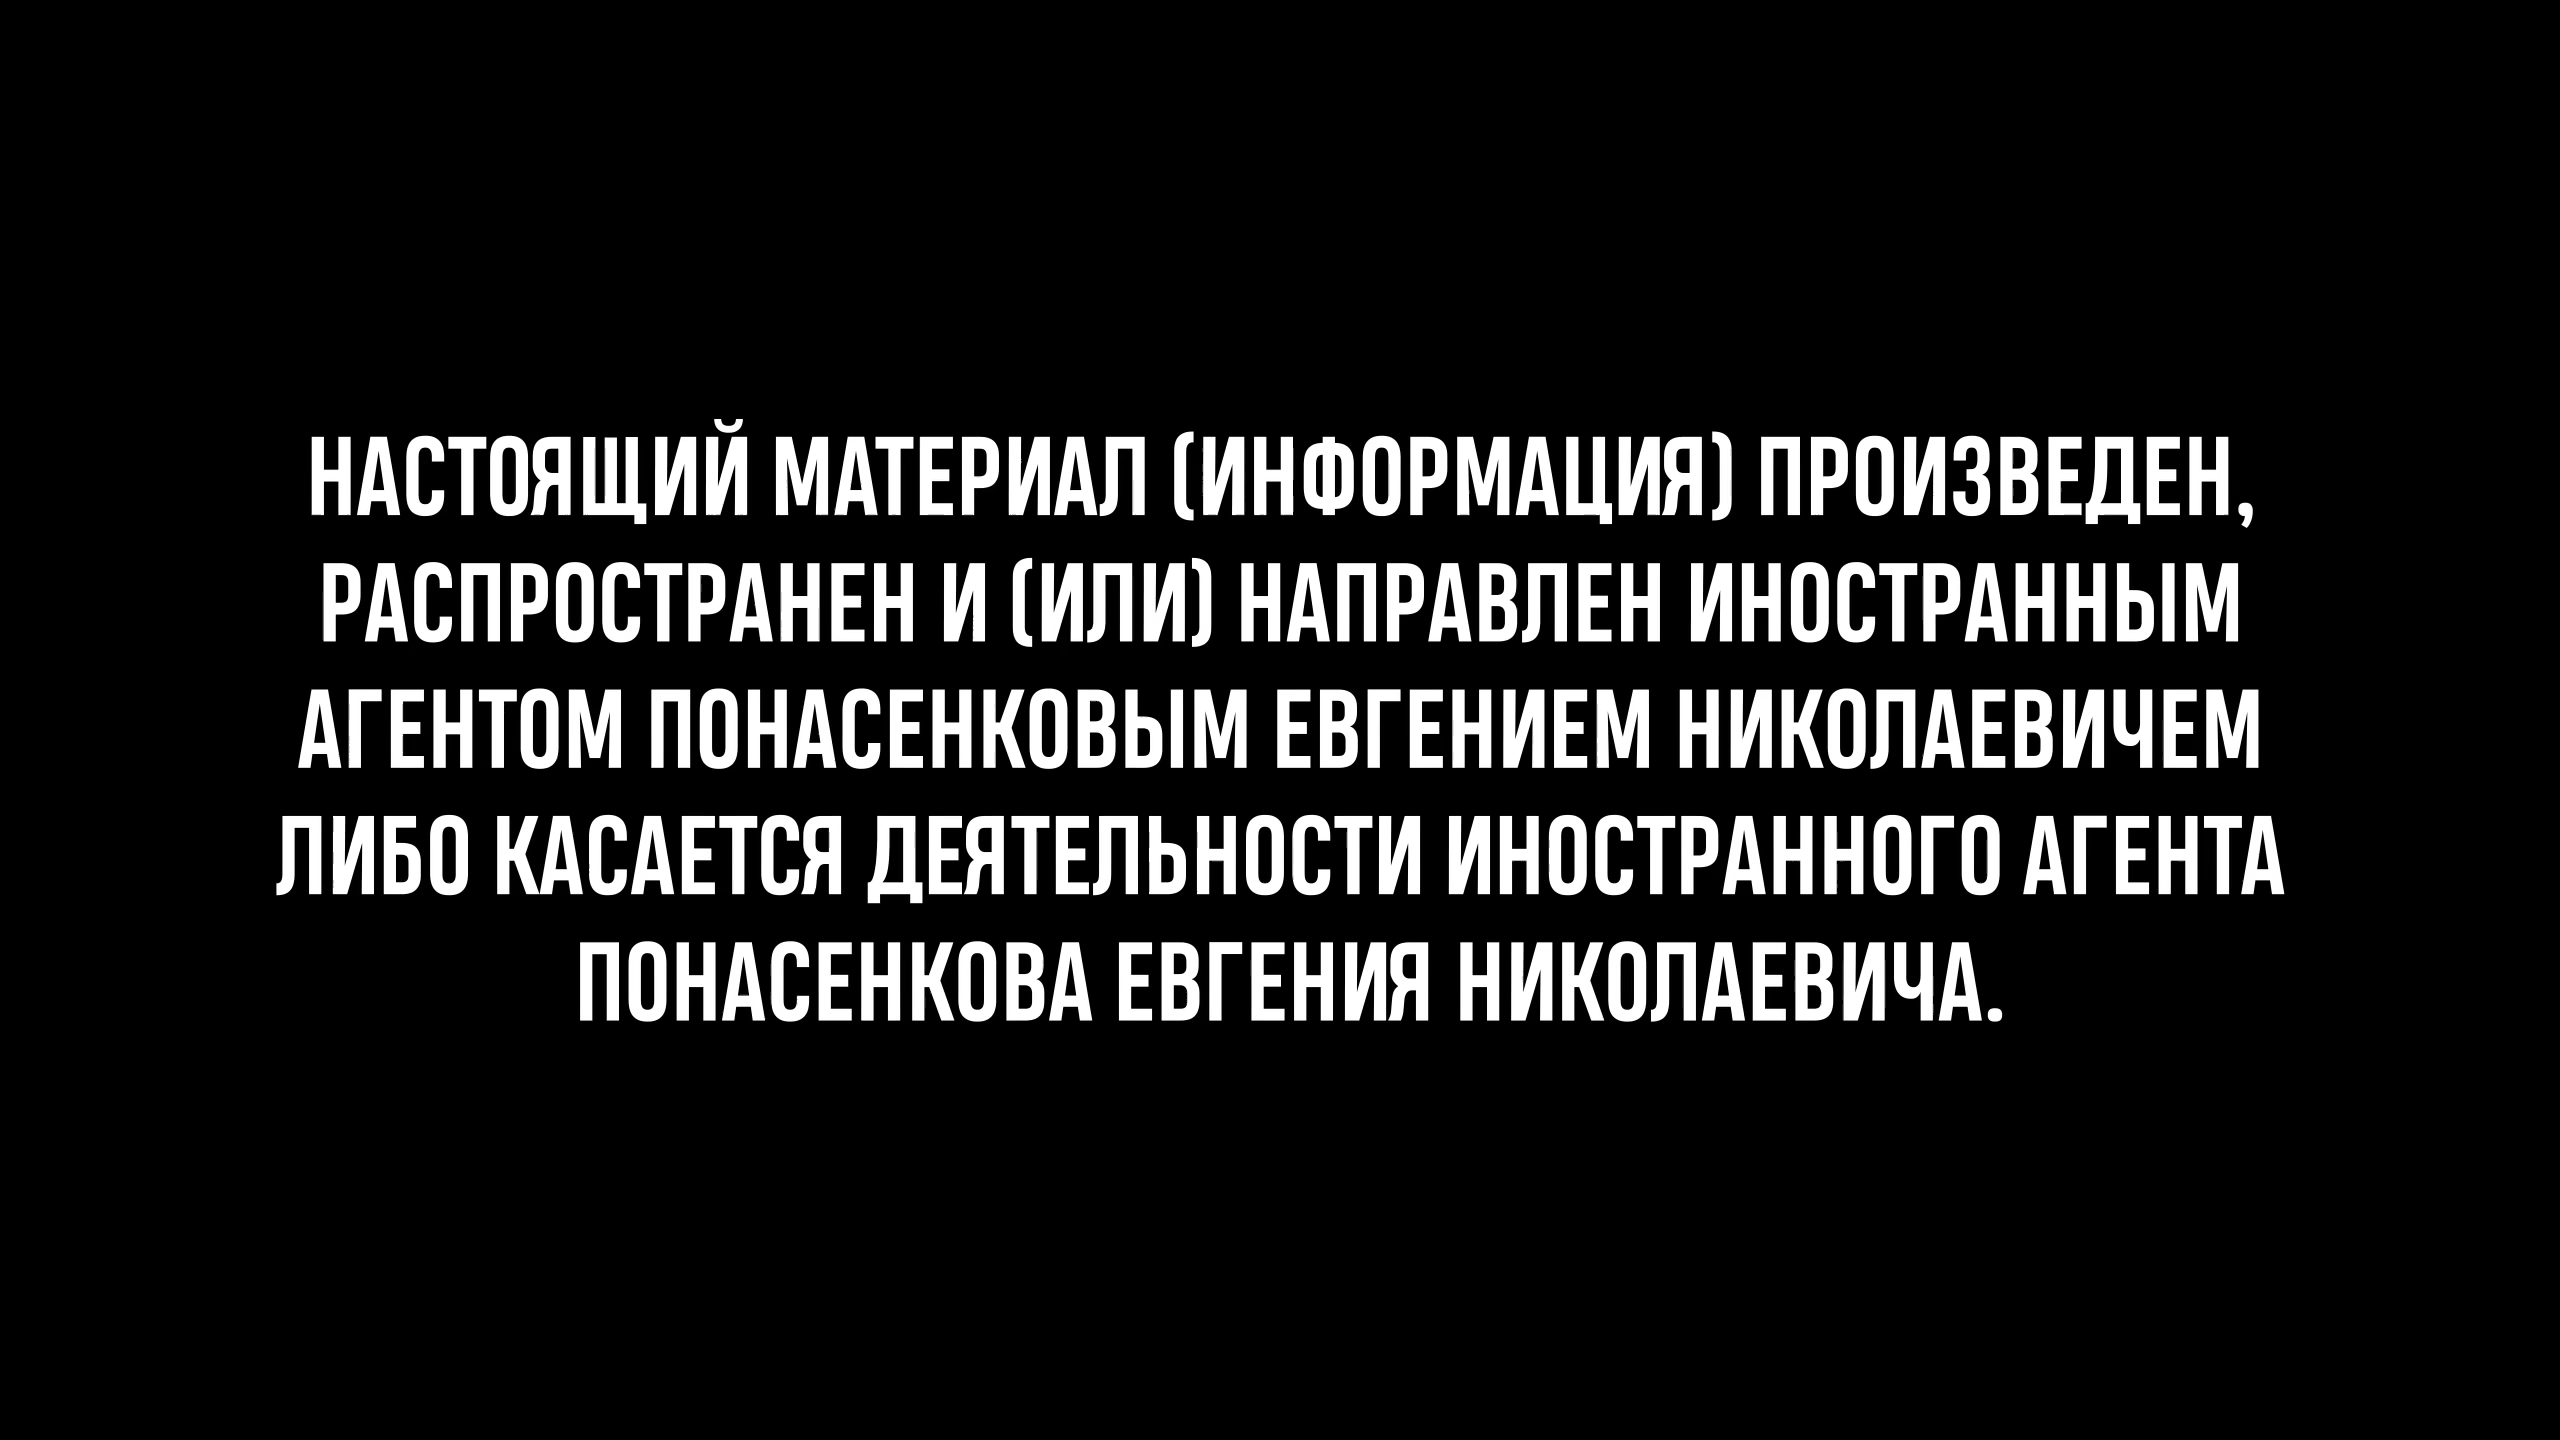 НАСТОЯЩИЙ МАТЕРИАЛ (ИНФОРМАЦИЯ) ПРОИЗВЕДЕН,
РАСПРОСТРАНЕН И (ИЛИ) НАПРАВЛЕН ИНОСТРАННЫМ
АГЕНТОМ ПОНАСЕНКОВЫМ ЕВГЕНИЕМ НИКОЛАЕВИЧЕМ
ЛИБО КАСАЕТСЯ ДЕЯТЕЛЬНОСТИ ИНОСТРАННОГО АГЕНТА
ПОНАСЕНКОВА ЕВГЕНИЯ НИКОЛАЕВИЧА.